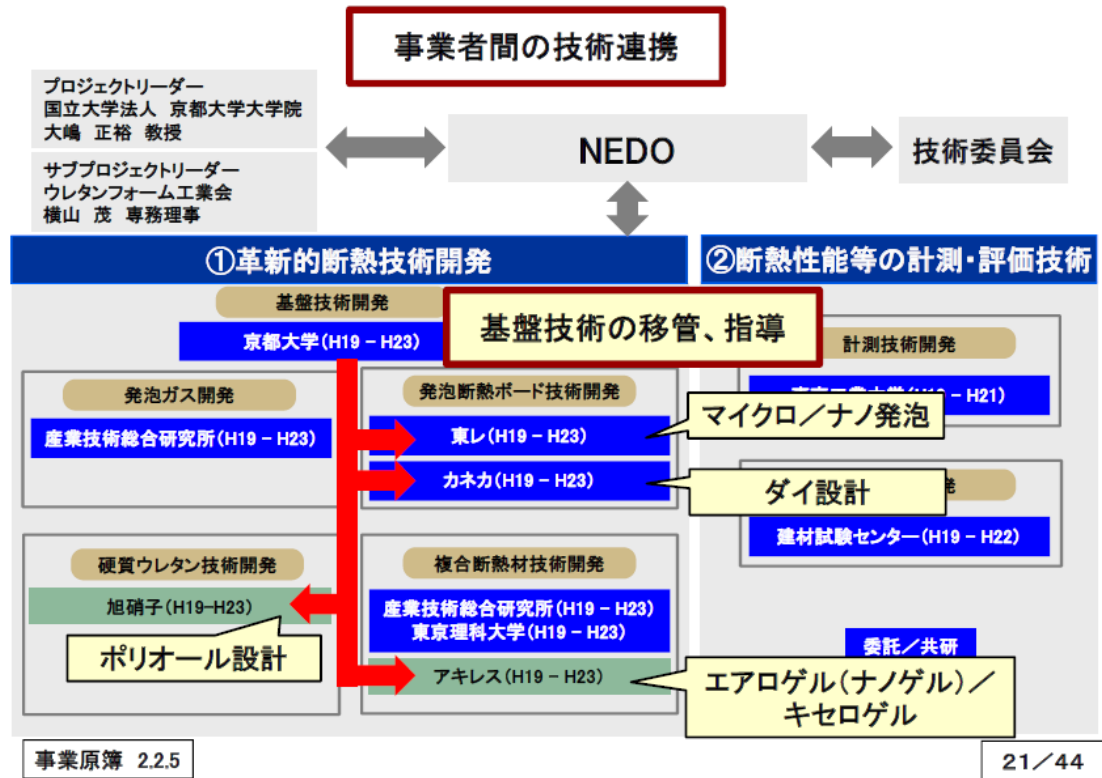 事業者間の技術連携
プロジェクトリーダー
国立大学法人 京都大学大学院
大嶋 正裕 教授
サブプロジェクトリーダー
ウレタンフォーム工業会
横山 茂 専務理事
NEDO
技術委員会
①革新的断熱技術開発
基盤技術開発
京都大学(H19－H23)
基盤技術の移管、指導
発泡ガス開発
産業技術総合研究所(H19－H23)
発泡断熱ボード技術開発
東レ(H19－H23)
カネカ(H19－H23)
マイクロ／ナノ発泡
ダイ設計
硬質ウレタン技術開発
旭硝子(H19－H23)
ポリオール設計
複合断熱材技術開発
産業技術総合研究所(H19－H23)
東京理科大学(H19－H23)
アキレス(H19－H23)
エアロゲル(ナノゲル)／
キセロゲル
②断熱性能等の計測・評価技術
計測技術開発
－H21)
発
建材試験センター(H19－H22)
委託／共研
事業原簿 2.2.5
21／44